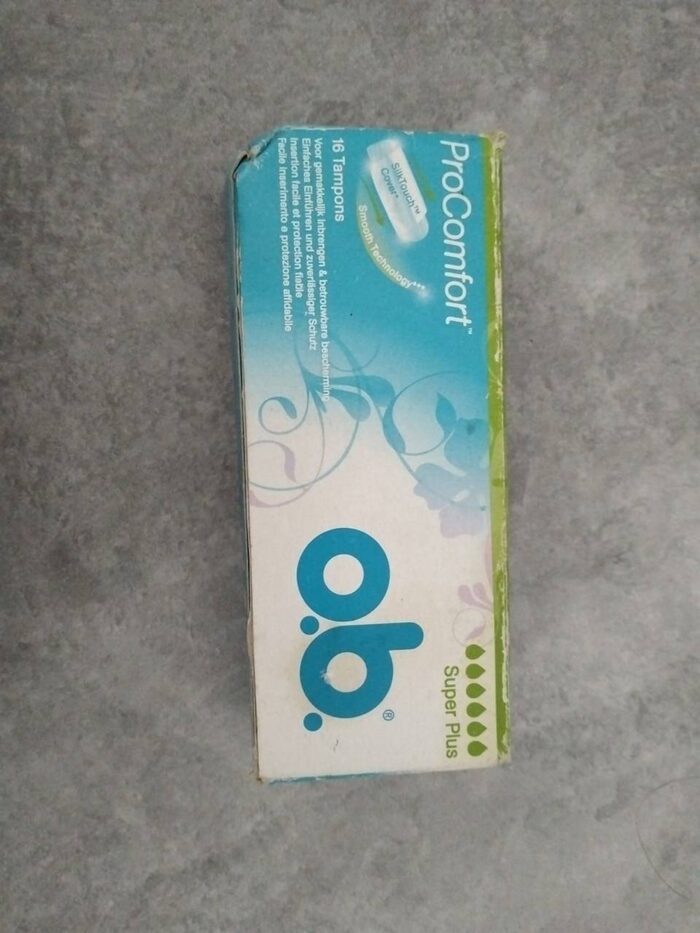 ProComfort™
SilkTouch™
Cover*
Smooth Technology***
16 Tampons
Voor gemakkelijk inbrengen & betrouwbare bescherming
Einfaches Einführen und zuverlässiger Schutz
Insertion facile et protection fiable
Facile inserimento e protezione affidabile
o.b.®
Super Plus